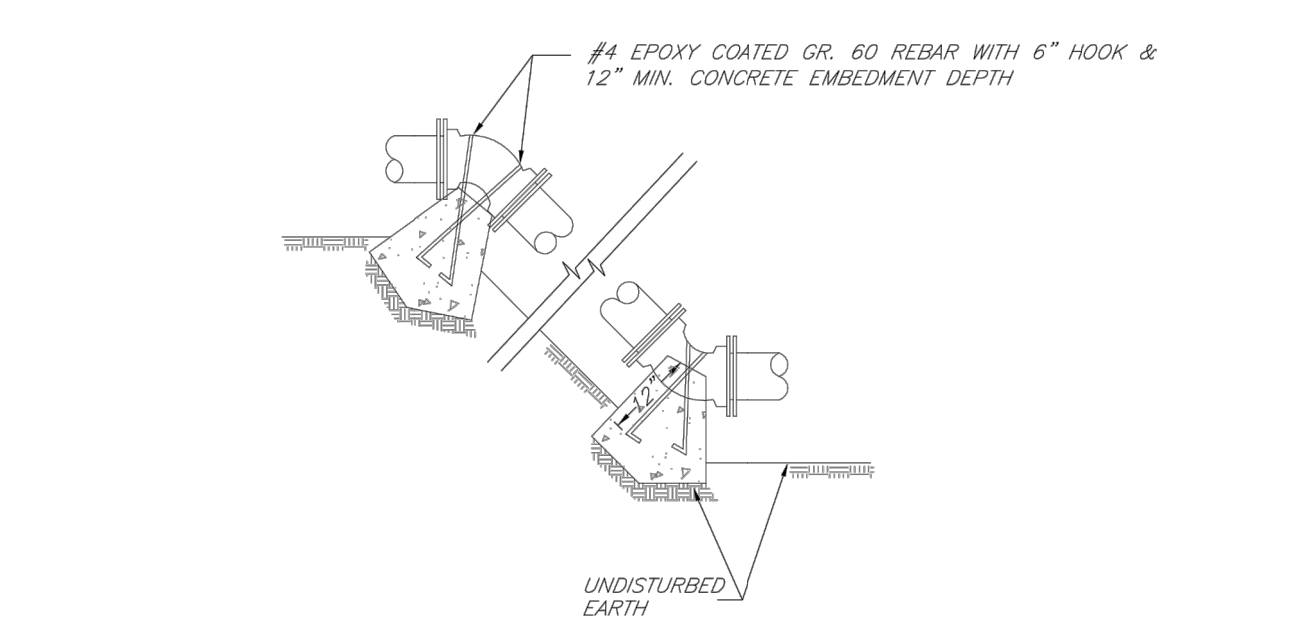 #4 EPOXY COATED GR. 60 REBAR WITH 6" HOOK &
12" MIN. CONCRETE EMBEDMENT DEPTH
12"
UNDISTURBED
EARTH